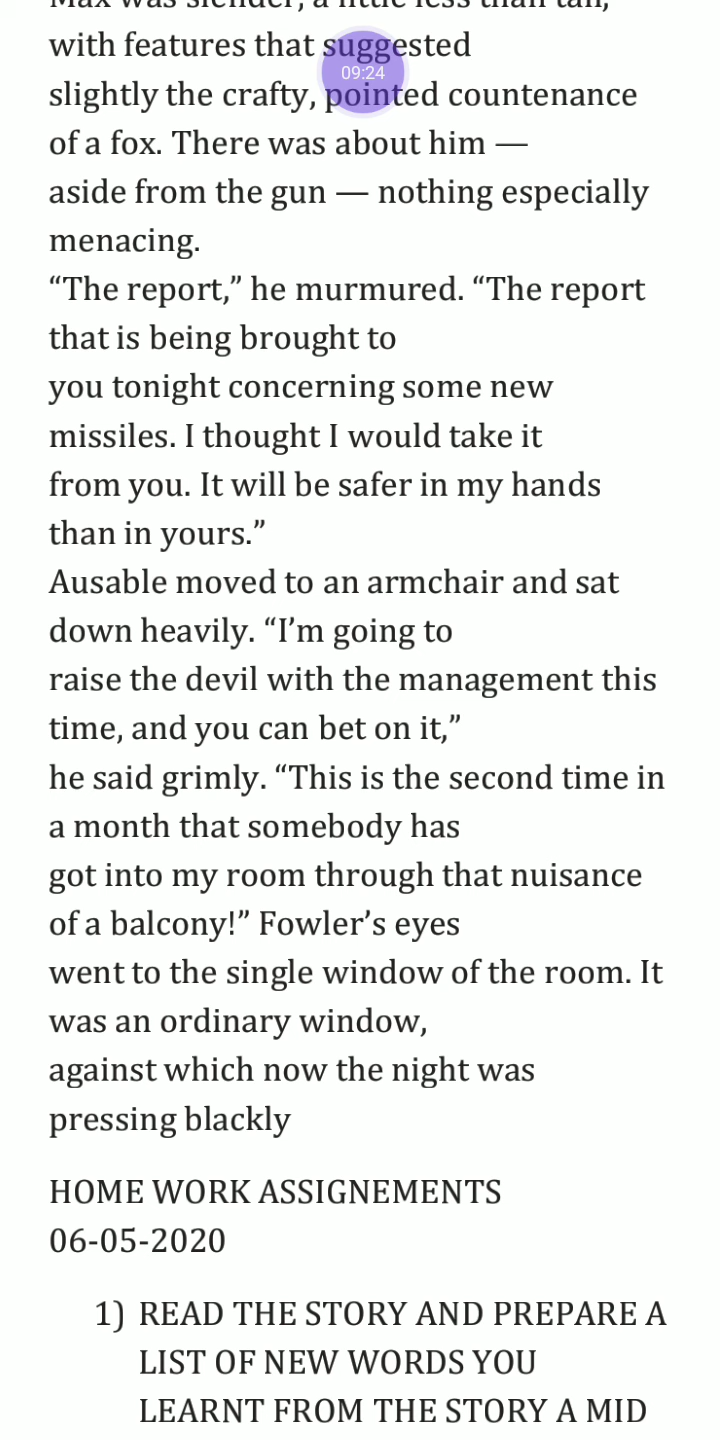 Max was slender, a little less than tall,
with features that suggested
09:24
slightly the crafty, pointed countenance
of a fox. There was about him —
aside from the gun — nothing especially
menacing.
“The report,” he murmured. “The report
that is being brought to
you tonight concerning some new
missiles. I thought I would take it
from you. It will be safer in my hands
than in yours.”
Ausable moved to an armchair and sat
down heavily. “I’m going to
raise the devil with the management this
time, and you can bet on it,”
he said grimly. “This is the second time in
a month that somebody has
got into my room through that nuisance
of a balcony!” Fowler’s eyes
went to the single window of the room. It
was an ordinary window,
against which now the night was
pressing blackly
HOME WORK ASSIGNEMENTS
06-05-2020
1) READ THE STORY AND PREPARE A
LIST OF NEW WORDS YOU
LEARNT FROM THE STORY A MID